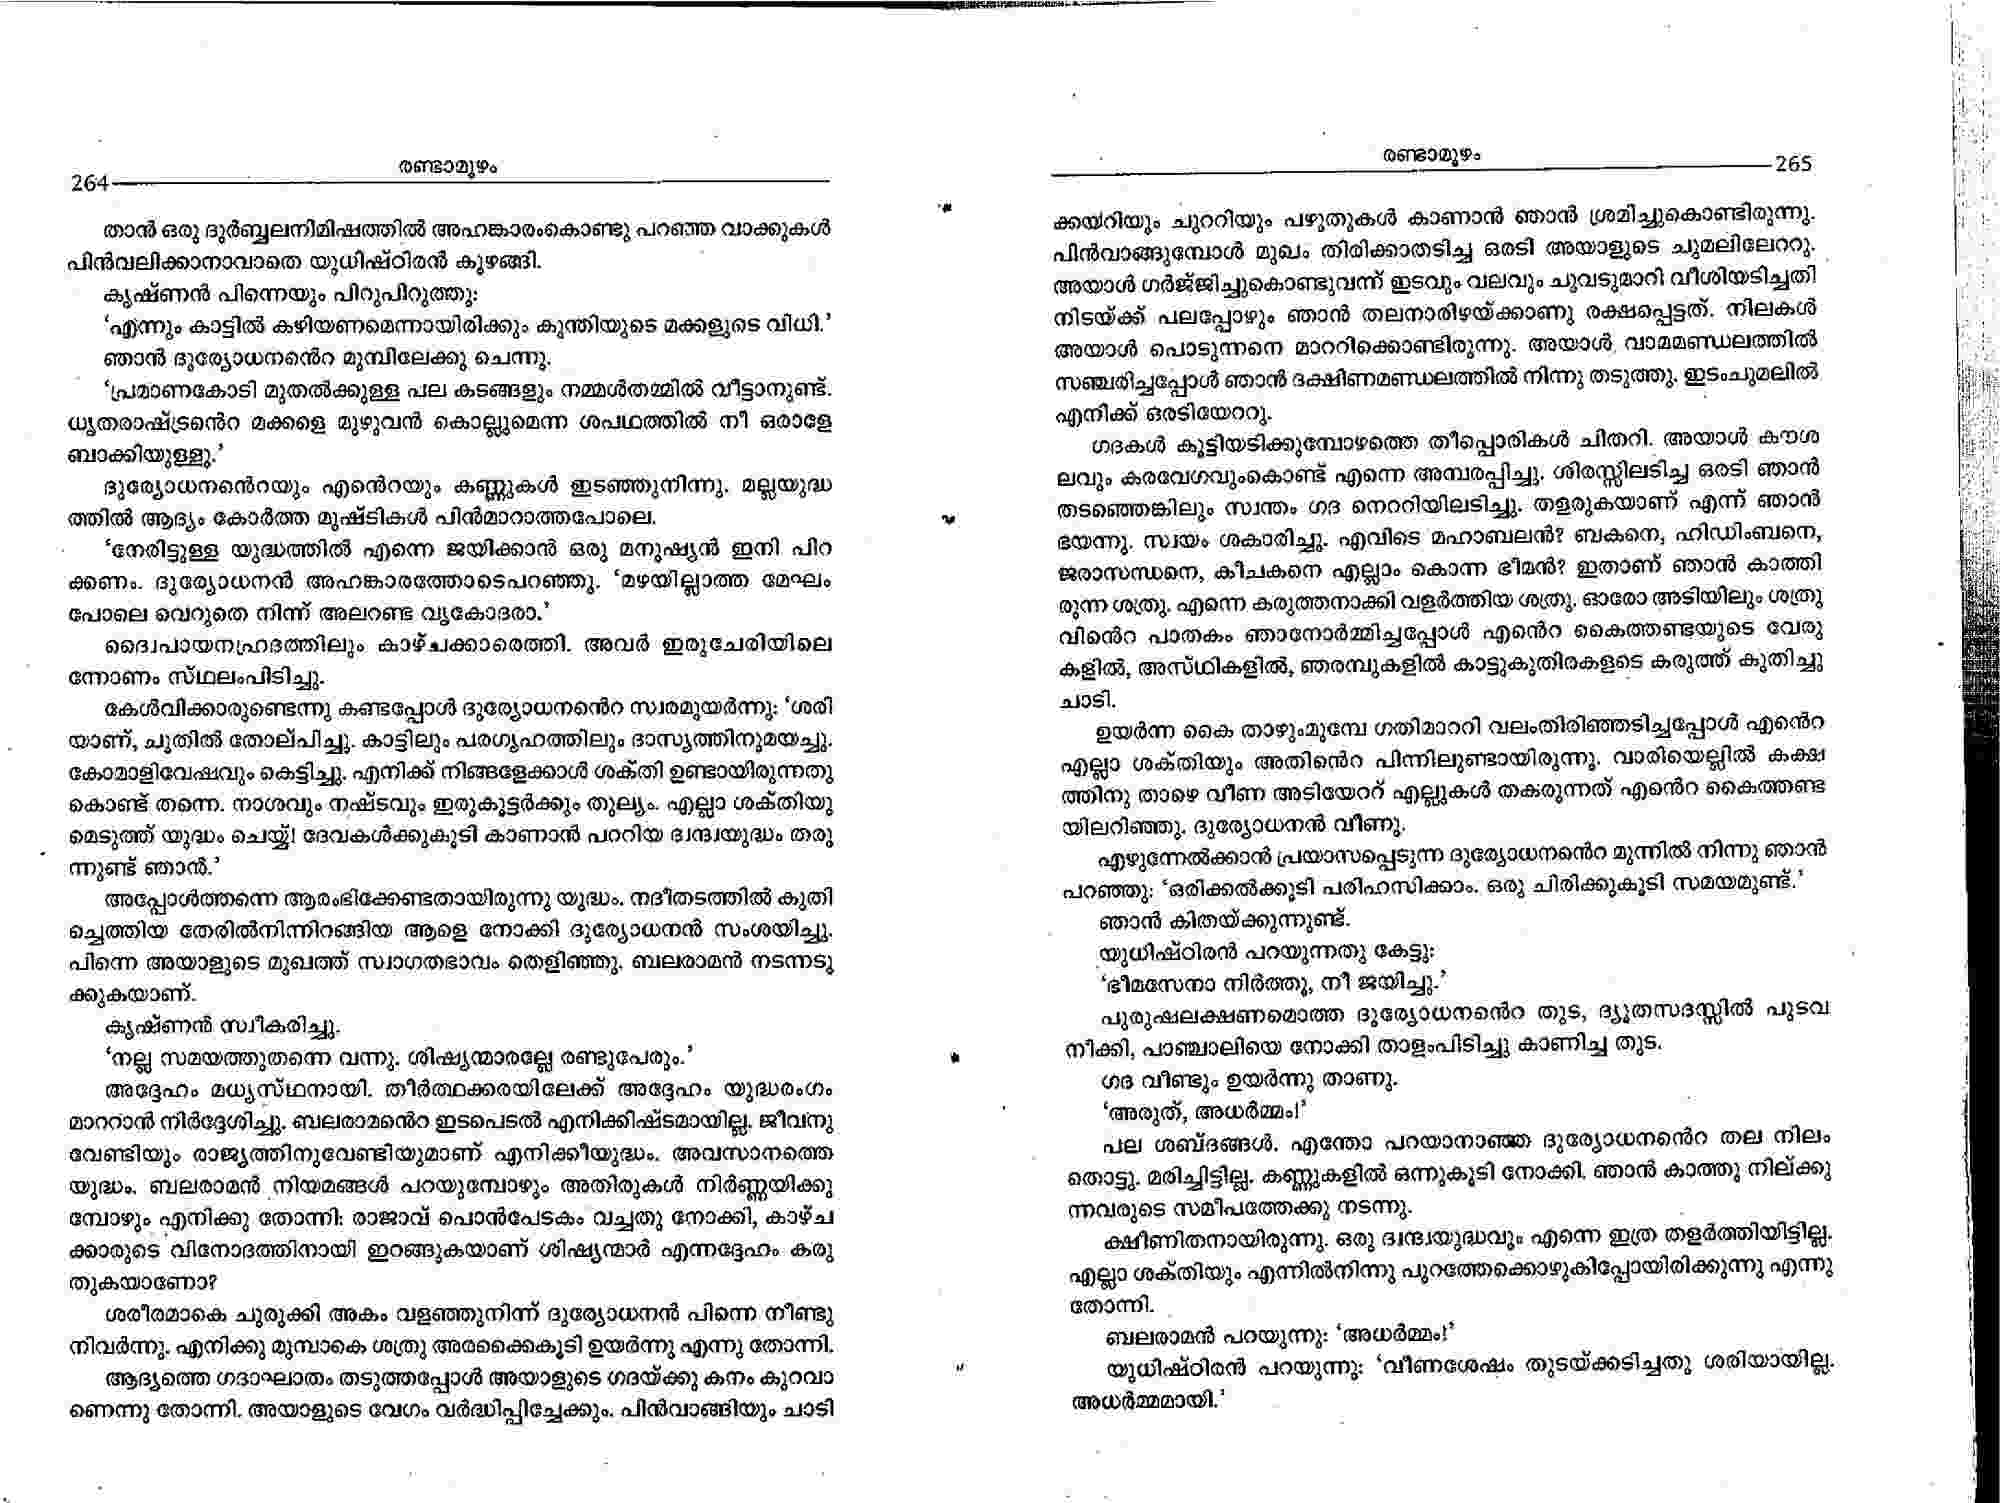 264
രണ്ടാമൂഴം
താൻ ഒരു ദുർബ്ബലനിമിഷത്തിൽ അഹങ്കാരംകൊണ്ടു പറഞ്ഞ വാക്കുകൾ
പിൻവലിക്കാനാവാതെ യുധിഷ്ഠിരൻ കുഴങ്ങി.
കൃഷ്ണൻ പിന്നെയും പിറുപിറുത്തു:
‘എന്നും കാട്ടിൽ കഴിയണമെന്നായിരിക്കും കുന്തിയുടെ മക്കളുടെ വിധി.’
ഞാൻ ദുര്യോധനൻെറ മുമ്പിലേക്കു ചെന്നു.
‘പ്രമാണകോടി മുതൽക്കുള്ള പല കടങ്ങളും നമ്മൾതമ്മിൽ വീട്ടാനുണ്ട്.
ധൃതരാഷ്ട്രൻെറ മക്കളെ മുഴുവൻ കൊല്ലുമെന്ന ശപഥത്തിൽ നീ ഒരാളേ
ബാക്കിയുള്ളു.’
ദുര്യോധനൻെറയും എൻെറയും കണ്ണുകൾ ഇടഞ്ഞുനിന്നു. മല്ലയുദ്ധ
ത്തിൽ ആദ്യം കോർത്ത മുഷ്ടികൾ പിൻമാറാത്തപോലെ.
‘നേരിട്ടുള്ള യുദ്ധത്തിൽ എന്നെ ജയിക്കാൻ ഒരു മനുഷ്യൻ ഇനി പിറ
ക്കണം. ദുര്യോധനൻ അഹങ്കാരത്തോടെപറഞ്ഞു. ‘മഴയില്ലാത്ത മേഘം
പോലെ വെറുതെ നിന്ന് അലറണ്ട വൃകോദരാ.’
ദ്വൈപായനഹ്രദത്തിലും കാഴ്ചക്കാരെത്തി. അവർ ഇരുചേരിയിലെ
ന്നോണം സ്ഥലംപിടിച്ചു.
കേൾവിക്കാരുണ്ടെന്നു കണ്ടപ്പോൾ ദുര്യോധനൻെറ സ്വരമുയർന്നു: ‘ശരി
യാണ്, ചൂതിൽ തോല്പിച്ചു. കാട്ടിലും പരഗൃഹത്തിലും ദാസ്യത്തിനുമയച്ചു.
കോമാളിവേഷവും കെട്ടിച്ചു. എനിക്ക് നിങ്ങളേക്കാൾ ശക്തി ഉണ്ടായിരുന്നതു
കൊണ്ട് തന്നെ. നാശവും നഷ്ടവും ഇരുകൂട്ടർക്കും തുല്യം. എല്ലാ ശക്തിയു
മെടുത്ത് യുദ്ധം ചെയ്യ്! ദേവകൾക്കുകൂടി കാണാൻ പററിയ ദ്വന്ദ്വയുദ്ധം തരു
ന്നുണ്ട് ഞാൻ.’
അപ്പോൾത്തന്നെ ആരംഭിക്കേണ്ടതായിരുന്നു യുദ്ധം. നദീതടത്തിൽ കുതി
ച്ചെത്തിയ തേരിൽനിന്നിറങ്ങിയ ആളെ നോക്കി ദുര്യോധനൻ സംശയിച്ചു.
പിന്നെ അയാളുടെ മുഖത്ത് സ്വാഗതഭാവം തെളിഞ്ഞു. ബലരാമൻ നടന്നടു
ക്കുകയാണ്.
കൃഷ്ണൻ സ്വീകരിച്ചു.
‘നല്ല സമയത്തുതന്നെ വന്നു. ശിഷ്യന്മാരല്ലേ രണ്ടുപേരും.’
അദ്ദേഹം മധ്യസ്ഥനായി. തീർത്ഥക്കരയിലേക്ക് അദ്ദേഹം യുദ്ധരംഗം
മാററാൻ നിർദ്ദേശിച്ചു. ബലരാമൻെറ ഇടപെടൽ എനിക്കിഷ്ടമായില്ല. ജീവനു
വേണ്ടിയും രാജ്യത്തിനുവേണ്ടിയുമാണ് എനിക്കീയുദ്ധം. അവസാനത്തെ
യുദ്ധം. ബലരാമൻ നിയമങ്ങൾ പറയുമ്പോഴും അതിരുകൾ നിർണ്ണയിക്കു
മ്പോഴും എനിക്കു തോന്നി: രാജാവ് പൊൻപേടകം വച്ചതു നോക്കി, കാഴ്ച
ക്കാരുടെ വിനോദത്തിനായി ഇറങ്ങുകയാണ് ശിഷ്യന്മാർ എന്നദ്ദേഹം കരു
തുകയാണോ?
ശരീരമാകെ ചുരുക്കി അകം വളഞ്ഞുനിന്ന് ദുര്യോധനൻ പിന്നെ നീണ്ടു
നിവർന്നു. എനിക്കു മുമ്പാകെ ശത്രു അരക്കൈകൂടി ഉയർന്നു എന്നു തോന്നി.
ആദ്യത്തെ ഗദാഘാതം തടുത്തപ്പോൾ അയാളുടെ ഗദയ്ക്കു കനം കുറവാ
ണെന്നു തോന്നി. അയാളുടെ വേഗം വർദ്ധിപ്പിച്ചേക്കും. പിൻവാങ്ങിയും ചാടി
രണ്ടാമൂഴം
265
ക്കയറിയും ചുററിയും പഴുതുകൾ കാണാൻ ഞാൻ ശ്രമിച്ചുകൊണ്ടിരുന്നു.
പിൻവാങ്ങുമ്പോൾ മുഖം തിരിക്കാതടിച്ച ഒരടി അയാളുടെ ചുമലിലേററു.
അയാൾ ഗർജ്ജിച്ചുകൊണ്ടുവന്ന് ഇടവും വലവും ചുവടുമാറി വീശിയടിച്ചതി
നിടയ്ക്ക് പലപ്പോഴും ഞാൻ തലനാരിഴയ്ക്കാണു രക്ഷപ്പെട്ടത്. നിലകൾ
അയാൾ പൊടുന്നനെ മാററിക്കൊണ്ടിരുന്നു. അയാൾ വാമമണ്ഡലത്തിൽ
സഞ്ചരിച്ചപ്പോൾ ഞാൻ ദക്ഷിണമണ്ഡലത്തിൽ നിന്നു തടുത്തു. ഇടംചുമലിൽ
എനിക്ക് ഒരടിയേററു.
ഗദകൾ കൂട്ടിയടിക്കുമ്പോഴത്തെ തീപ്പൊരികൾ ചിതറി. അയാൾ കൗശ
ലവും കരവേഗവുംകൊണ്ട് എന്നെ അമ്പരപ്പിച്ചു. ശിരസ്സിലടിച്ച ഒരടി ഞാൻ
തടഞ്ഞെങ്കിലും സ്വന്തം ഗദ നെററിയിലടിച്ചു. തളരുകയാണ് എന്ന് ഞാൻ
ഭയന്നു. സ്വയം ശകാരിച്ചു. എവിടെ മഹാബലൻ? ബകനെ, ഹിഡിംബനെ,
ജരാസന്ധനെ, കീചകനെ എല്ലാം കൊന്ന ഭീമൻ? ഇതാണ് ഞാൻ കാത്തി
രുന്ന ശത്രു. എന്നെ കരുത്തനാക്കി വളർത്തിയ ശത്രു. ഓരോ അടിയിലും ശത്രു
വിൻെറ പാതകം ഞാനോർമ്മിച്ചപ്പോൾ എൻെറ കൈത്തണ്ടയുടെ വേരു
കളിൽ, അസ്ഥികളിൽ, ഞരമ്പുകളിൽ കാട്ടുകുതിരകളുടെ കരുത്ത് കുതിച്ചു
ചാടി.
ഉയർന്ന കൈ താഴുംമുമ്പേ ഗതിമാററി വലംതിരിഞ്ഞടിച്ചപ്പോൾ എൻെറ
എല്ലാ ശക്തിയും അതിൻെറ പിന്നിലുണ്ടായിരുന്നു. വാരിയെല്ലിൽ കക്ഷ
ത്തിനു താഴെ വീണ അടിയേററ് എല്ലുകൾ തകരുന്നത് എൻെറ കൈത്തണ്ട
യിലറിഞ്ഞു. ദുര്യോധനൻ വീണു.
എഴുന്നേൽക്കാൻ പ്രയാസപ്പെടുന്ന ദുര്യോധനൻെറ മുന്നിൽ നിന്നു ഞാൻ
പറഞ്ഞു: ‘ഒരിക്കൽക്കൂടി പരിഹസിക്കാം. ഒരു ചിരിക്കുകൂടി സമയമുണ്ട്.’
ഞാൻ കിതയ്ക്കുന്നുണ്ട്.
യുധിഷ്ഠിരൻ പറയുന്നതു കേട്ടു:
‘ഭീമസേനാ നിർത്തൂ, നീ ജയിച്ചു.’
പുരുഷലക്ഷണമൊത്ത ദുര്യോധനൻെറ തുട, ദ്യൂതസദസ്സിൽ പുടവ
നീക്കി, പാഞ്ചാലിയെ നോക്കി താളംപിടിച്ചു കാണിച്ച തുട.
ഗദ വീണ്ടും ഉയർന്നു താണു.
‘അരുത്, അധർമ്മം!’
പല ശബ്ദങ്ങൾ. എന്തോ പറയാനാഞ്ഞ ദുര്യോധനൻെറ തല നിലം
തൊട്ടു. മരിച്ചിട്ടില്ല. കണ്ണുകളിൽ ഒന്നുകൂടി നോക്കി. ഞാൻ കാത്തു നില്ക്കു
ന്നവരുടെ സമീപത്തേക്കു നടന്നു.
ക്ഷീണിതനായിരുന്നു. ഒരു ദ്വന്ദ്വയുദ്ധവും എന്നെ ഇത്ര തളർത്തിയിട്ടില്ല.
എല്ലാ ശക്തിയും എന്നിൽനിന്നു പുറത്തേക്കൊഴുകിപ്പോയിരിക്കുന്നു എന്നു
തോന്നി.
ബലരാമൻ പറയുന്നു: ‘അധർമ്മം!’
യുധിഷ്ഠിരൻ പറയുന്നു: ‘വീണശേഷം തുടയ്ക്കടിച്ചതു ശരിയായില്ല.
അധർമ്മമായി.’